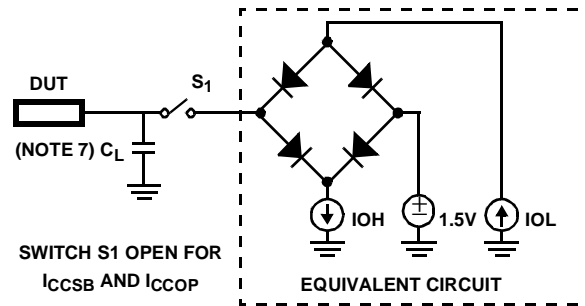 DUT
S1
(NOTE 7) CL
IOH
1.5V
IOL
SWITCH S1 OPEN FOR
ICCSB AND ICCOP
EQUIVALENT CIRCUIT